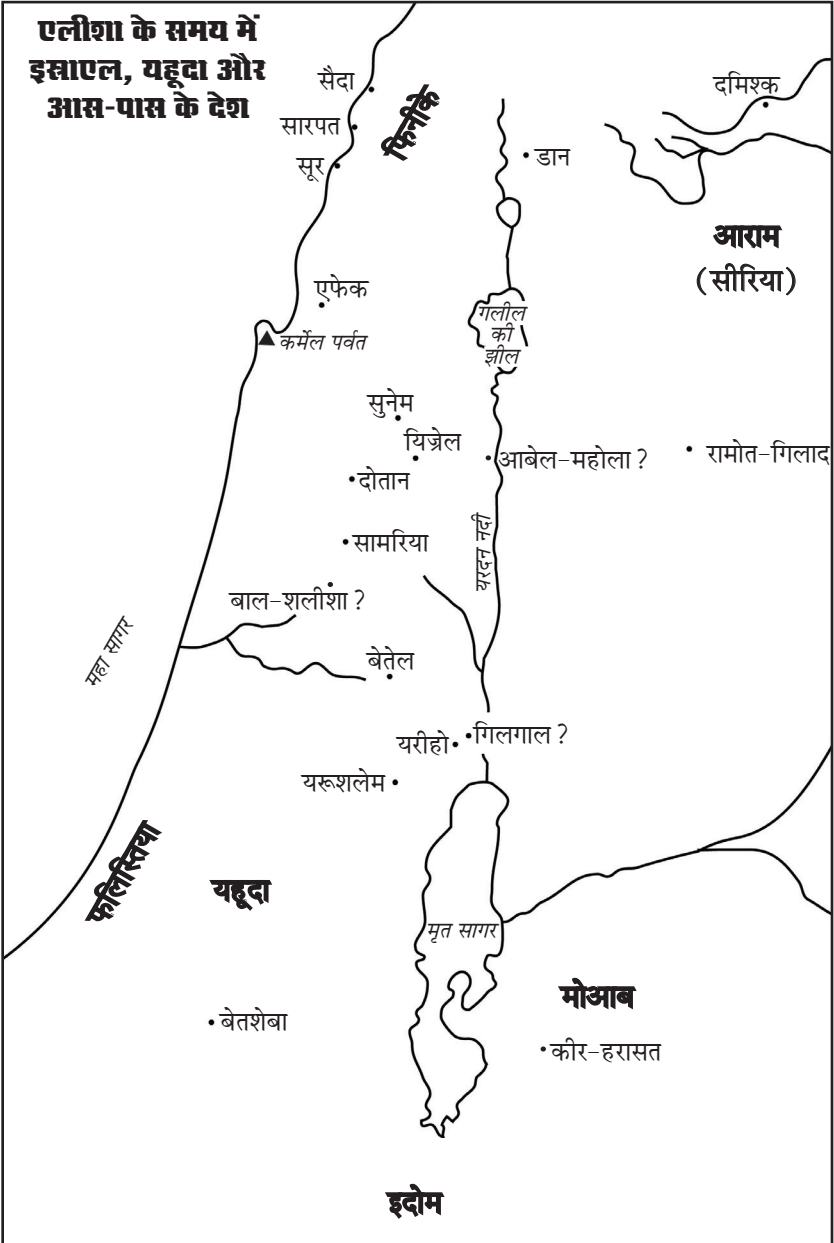 एलीशा के समय में
इस्राएल, यहूदा और
आस-पास के देश
सैदा
फिनीके
दमिश्क
सारपत
सूर
डान
आराम
(सीरिया)
एफेक
गलील
की
झील
कर्मेल पर्वत
सुनेम
यिज्रेल
आबेल-महोला?
रामोत-गिलाद
दोतान
यरदन नदी
सामरिया
बाल-शलीशा?
महा सागर
बेतेल
गिलगाल?
यरीहो
यरूशलेम
फलिस्तिया
यहूदा
मृत सागर
मोआब
बेतशेबा
कीर-हरासत
इदोम